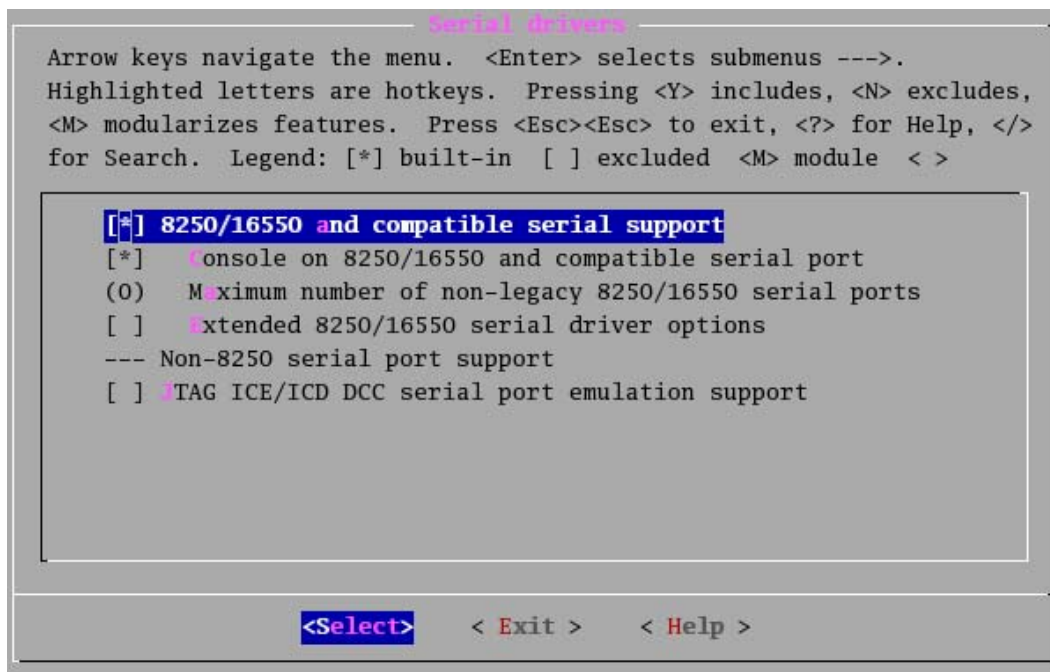 Serial drivers
Arrow keys navigate the menu.  <Enter> selects submenus --->.
Highlighted letters are hotkeys.  Pressing <Y> includes, <N> excludes,
<M> modularizes features.  Press <Esc><Esc> to exit, <?> for Help, </>
for Search.  Legend: [*] built-in  [ ] excluded  <M> module  < >
[*] 8250/16550 and compatible serial support
[*]   Console on 8250/16550 and compatible serial port
(0)   Maximum number of non-legacy 8250/16550 serial ports
[ ]   Extended 8250/16550 serial driver options
--- Non-8250 serial port support
[ ] JTAG ICE/ICD DCC serial port emulation support
<Select>    < Exit >    < Help >